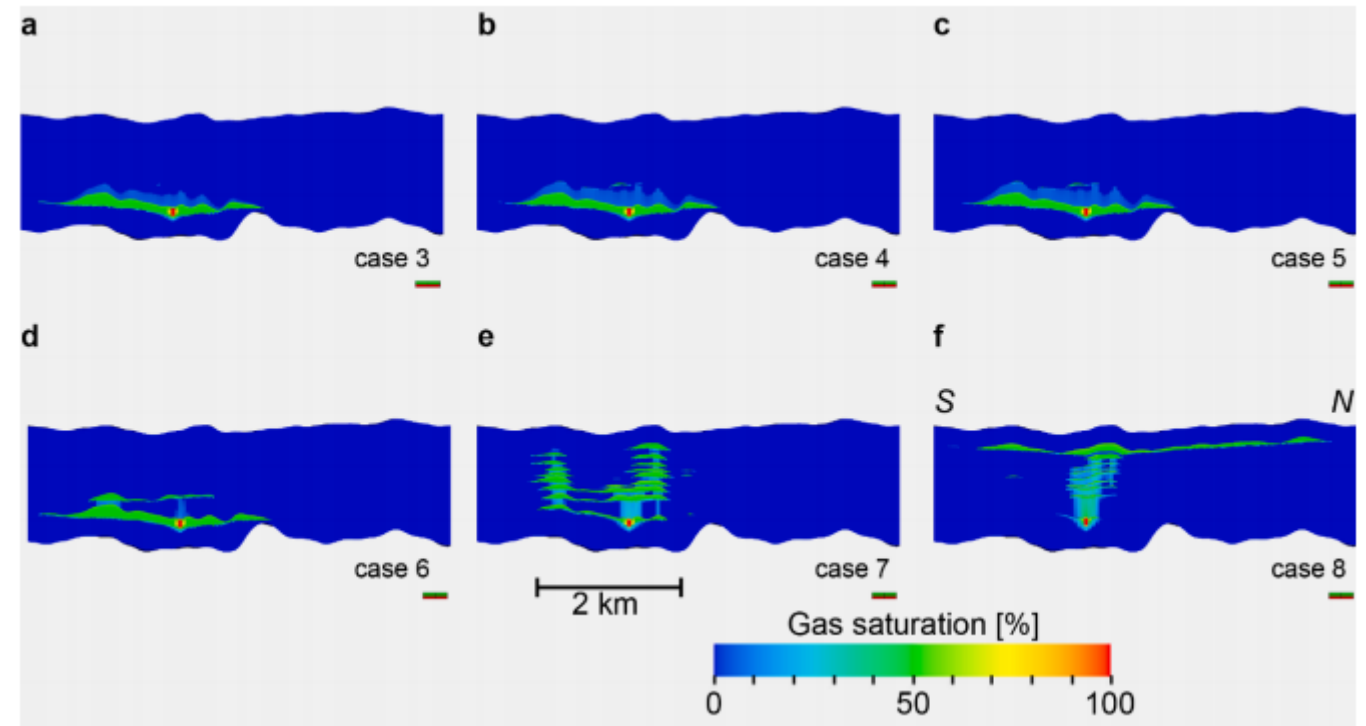 a
b
c
case 3
case 4
case 5
d
e
f
S
N
case 6
case 7
case 8
2 km
Gas saturation [%]
0
50
100